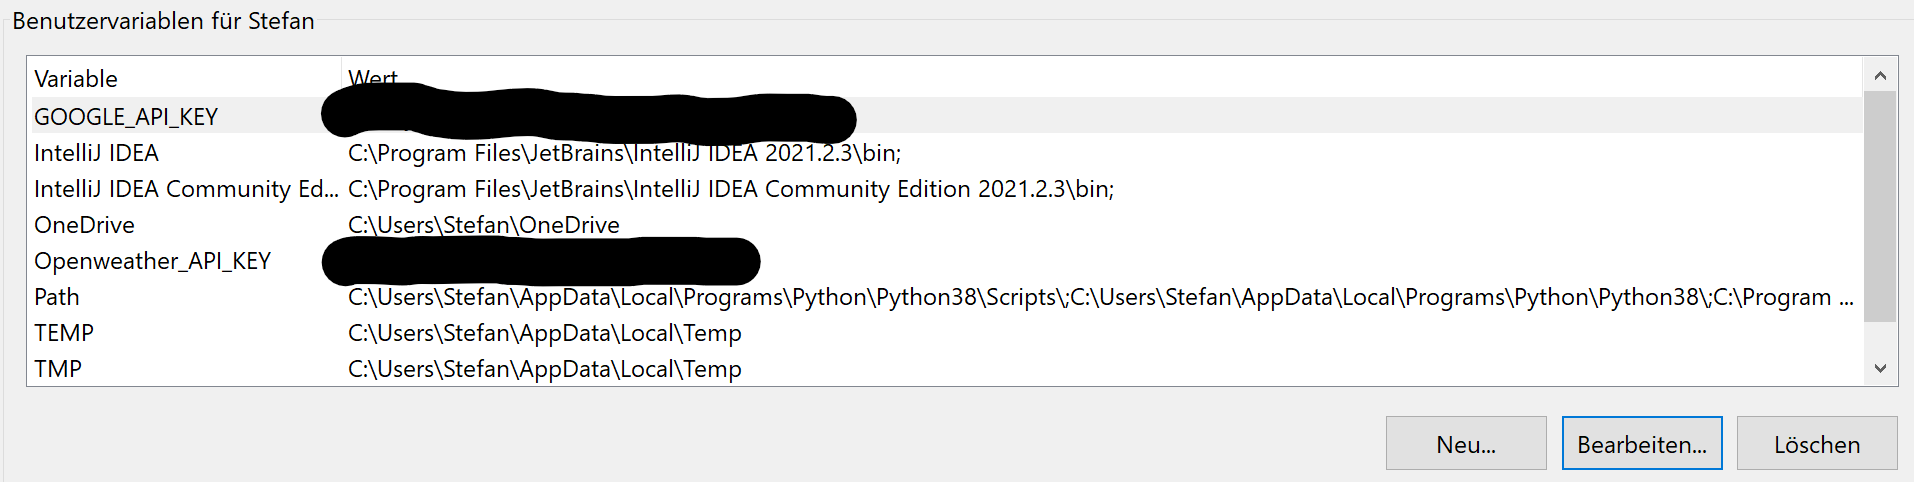 Benutzervariablen für Stefan
Variable Wert
GOOGLE_API_KEY
IntelliJ IDEA C:\Program Files\JetBrains\IntelliJ IDEA 2021.2.3\bin;
IntelliJ IDEA Community Ed... C:\Program Files\JetBrains\IntelliJ IDEA Community Edition 2021.2.3\bin;
OneDrive C:\Users\Stefan\OneDrive
Openweather_API_KEY
Path C:\Users\Stefan\AppData\Local\Programs\Python\Python38\Scripts\;C:\Users\Stefan\AppData\Local\Programs\Python\Python38\;C:\Program ...
TEMP C:\Users\Stefan\AppData\Local\Temp
TMP C:\Users\Stefan\AppData\Local\Temp
Neu... Bearbeiten... Löschen